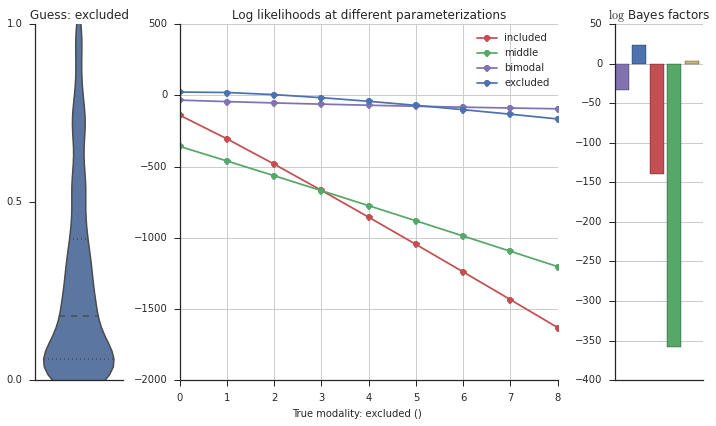 Guess: excluded
1.0
0.5
0.0
Log likelihoods at different parameterizations
500
0
−500
−1000
−1500
−2000
included
middle
bimodal
excluded
0 1 2 3 4 5 6 7 8
True modality: excluded ()
log Bayes factors
50
0
−50
−100
−150
−200
−250
−300
−350
−400